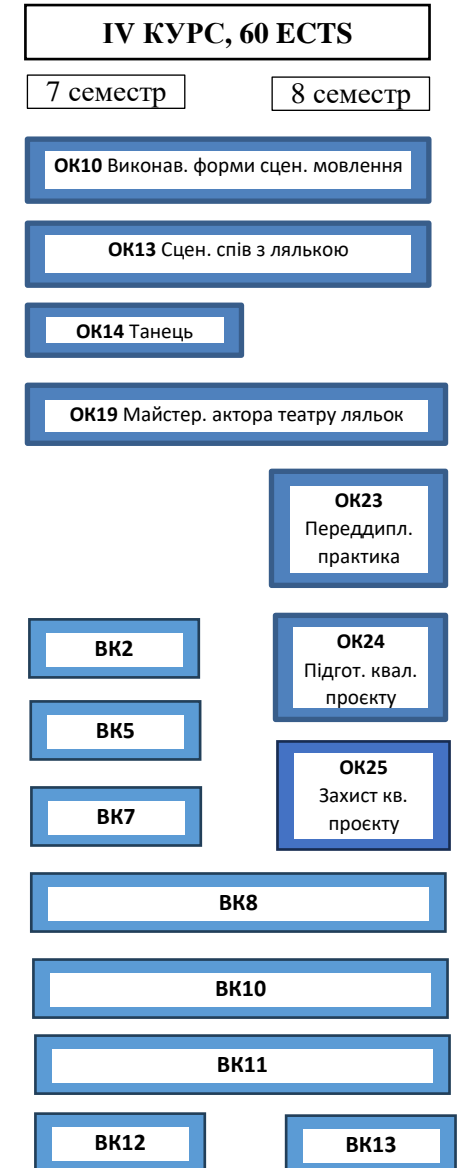 IV КУРС, 60 ECTS
7 семестр
8 семестр
ОК10 Виконав. форми сцен. мовлення
ОК13 Сцен. спів з лялькою
ОК14 Танець
ОК19 Майстер. актора театру ляльок
ОК23
Переддипл.
практика
ВК2
ОК24
Підгот. квал.
проєкту
ВК5
ОК25
Захист кв.
проєкту
ВК7
ВК8
ВК10
ВК11
ВК12
ВК13